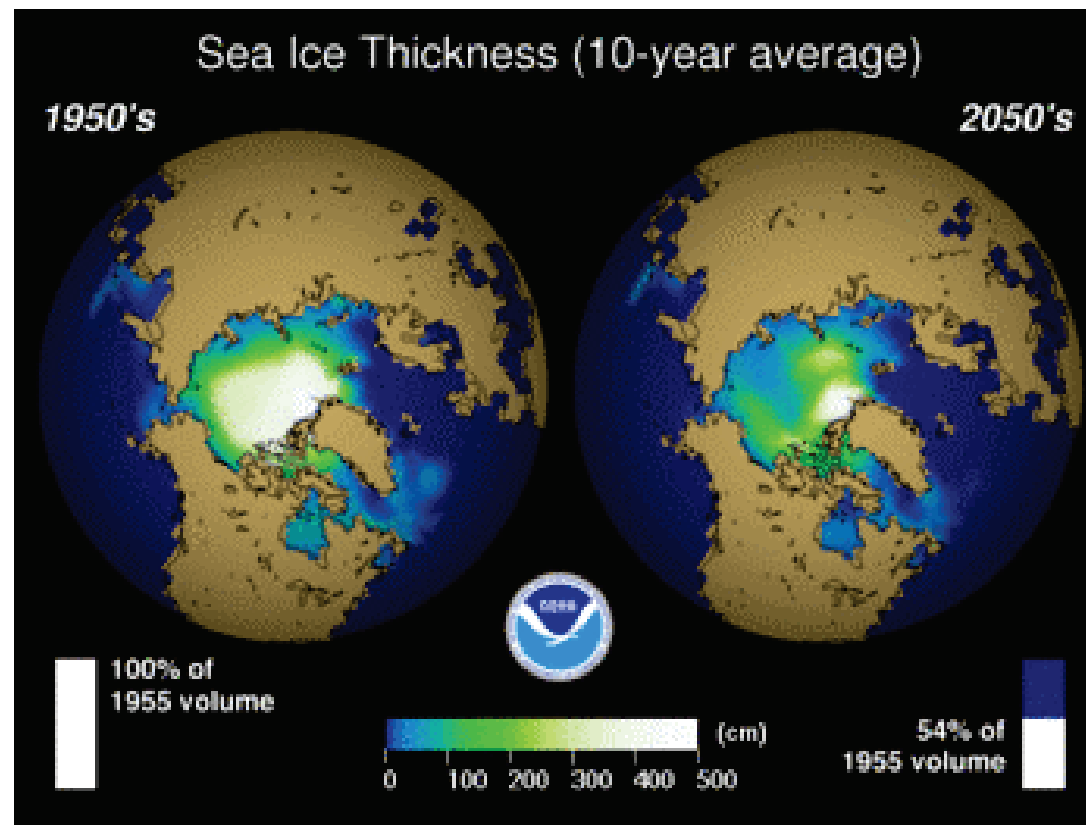 Sea Ice Thickness (10-year average)
1950's
2050's
100% of
1955 volume
54% of
1955 volume
(cm)
0 100 200 300 400 500